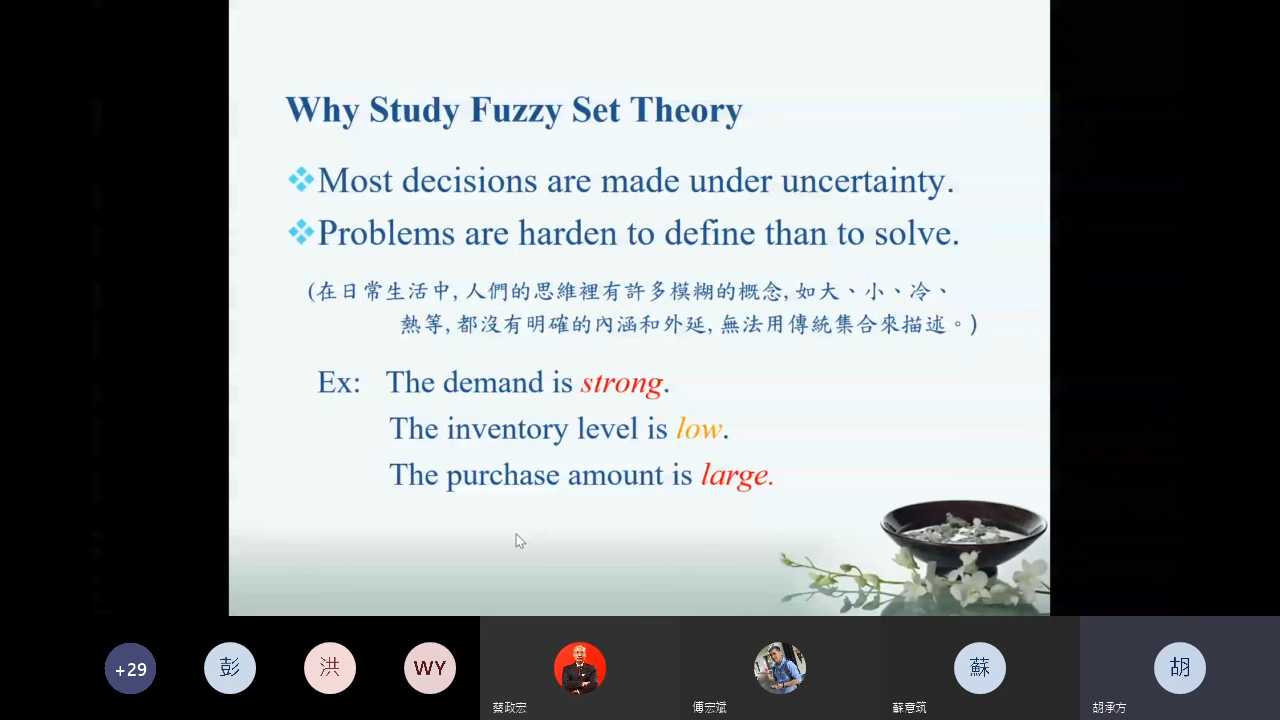 Why Study Fuzzy Set Theory
Most decisions are made under uncertainty.
Problems are harden to define than to solve.
(在日常生活中, 人們的思維裡有許多模糊的概念, 如大、小、冷、
熱等, 都沒有明確的內涵和外延, 無法用傳統集合來描述。)
Ex: The demand is strong.
The inventory level is low.
The purchase amount is large.
+29
彭
洪
WY
蘇
胡
蔡政宏
傅宏斌
蘇意筑
胡承方